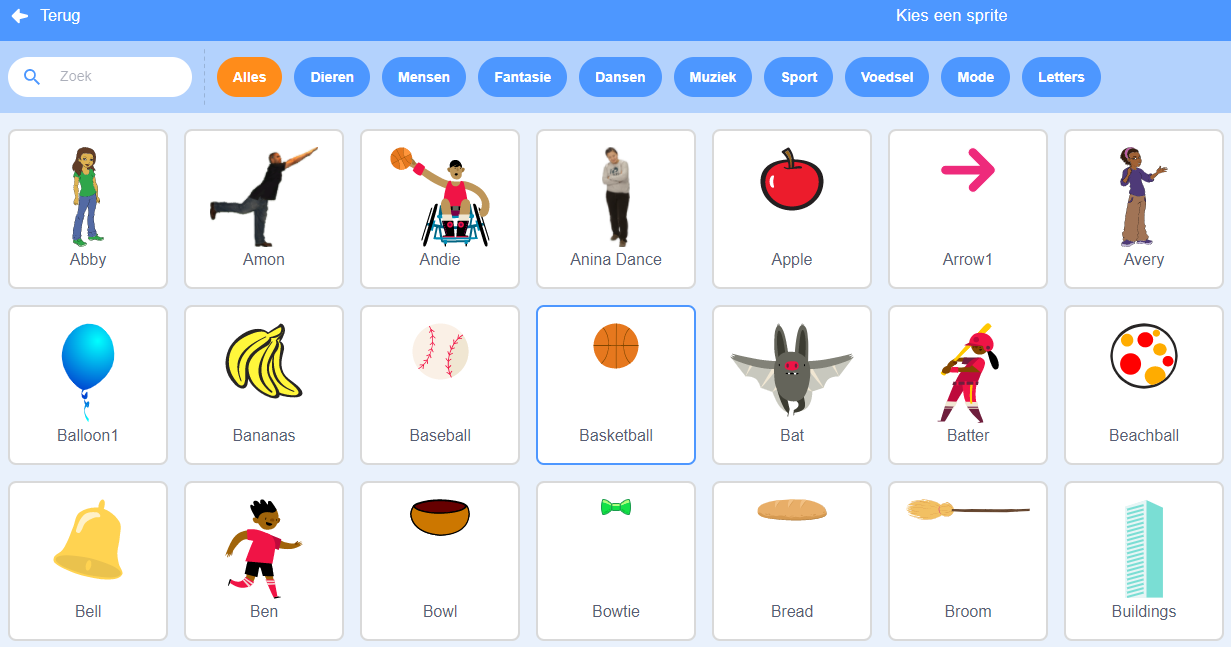 Terug
Kies een sprite
Zoek
Alles
Dieren
Mensen
Fantasie
Dansen
Muziek
Sport
Voedsel
Mode
Letters
Abby
Amon
Andie
Anina Dance
Apple
Arrow1
Avery
Balloon1
Bananas
Baseball
Basketball
Bat
Batter
Beachball
Bell
Ben
Bowl
Bowtie
Bread
Broom
Buildings